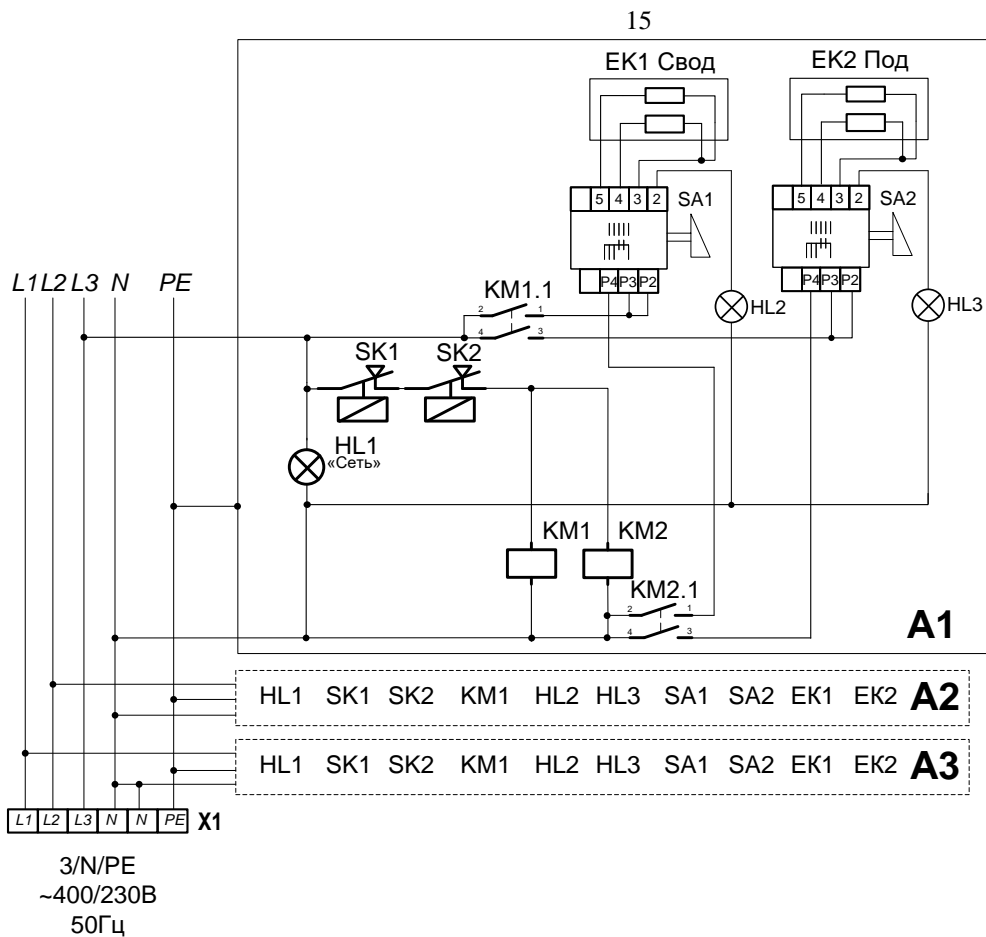 15
EK1 Свод
EK2 Под
5 4 3 2
SA1
5 4 3 2
SA2
P4 P3 P2
P4 P3 P2
L1 L2 L3 N PE
KM1.1
2 1
4 3
HL2
HL3
SK1
SK2
HL1
«Сеть»
KM1
KM2
KM2.1
2 1
4 3
A1
HL1 SK1 SK2 KM1 HL2 HL3 SA1 SA2 EK1 EK2 A2
HL1 SK1 SK2 KM1 HL2 HL3 SA1 SA2 EK1 EK2 A3
L1 L2 L3 N N PE X1
3/N/PE
~400/230В
50Гц